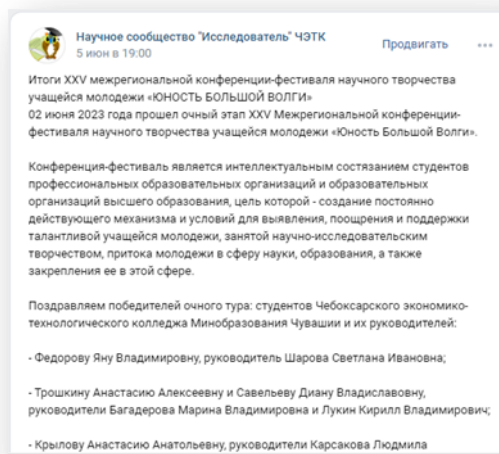 Научное сообщество "Исследователь" ЧЭТК
5 июн в 19:00
Продвигать
Итоги XXV межрегиональной конференции-фестиваля научного творчества
учащейся молодежи «ЮНОСТЬ БОЛЬШОЙ ВОЛГИ»
02 июня 2023 года прошел очный этап XXV Межрегиональной конференции-
фестиваля научного творчества учащейся молодежи «Юность Большой Волги».
Конференция-фестиваль является интеллектуальным состязанием студентов
профессиональных образовательных организаций и образовательных
организаций высшего образования, цель которой - создание постоянно
действующего механизма и условий для выявления, поощрения и поддержки
талантливой учащейся молодежи, занятой научно-исследовательским
творчеством, притока молодежи в сферу науки, образования, а также
закрепления ее в этой сфере.
Поздравляем победителей очного тура: студентов Чебоксарского экономико-
технологического колледжа Минобразования Чувашии и их руководителей:
- Федорову Яну Владимировну, руководитель Шарова Светлана Ивановна;
- Трошкину Анастасию Алексеевну и Савельеву Диану Владиславовну,
руководители Багадерова Марина Владимировна и Лукин Кирилл Владимирович;
- Крылову Анастасию Анатольевну, руководители Карсакова Людмила